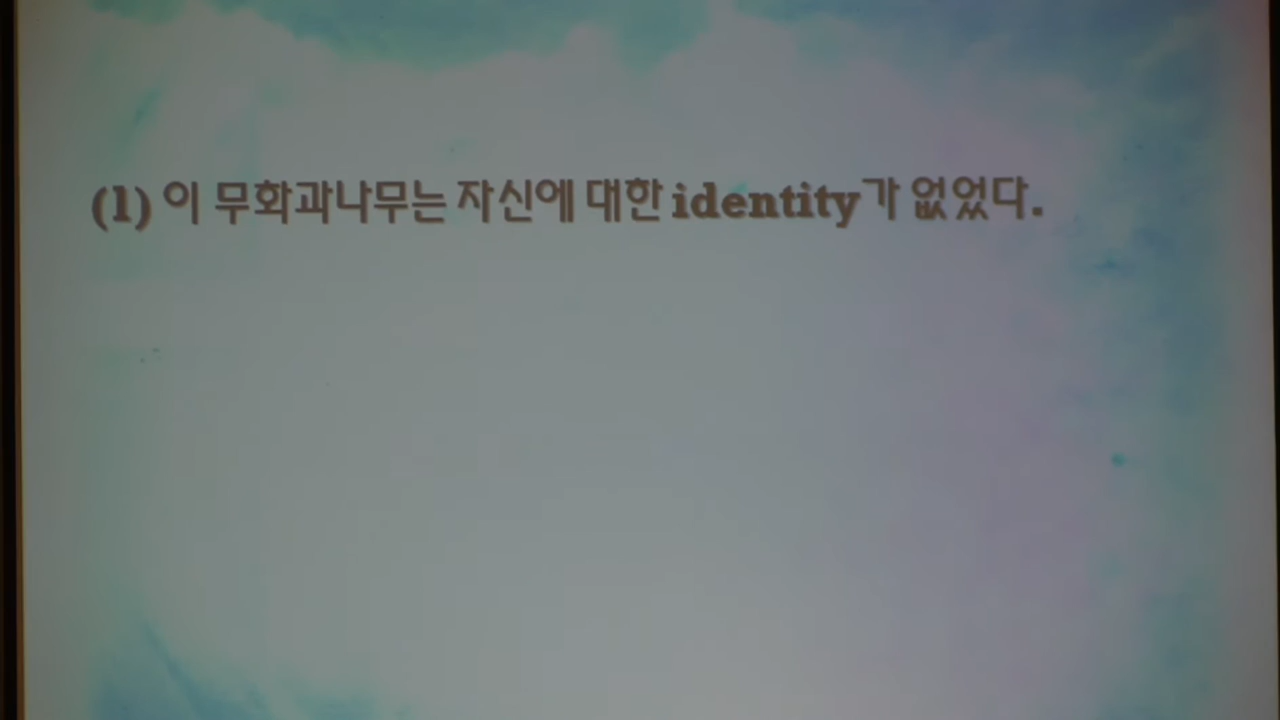 (1) 이 무화과나무는 자신에 대한 identity가 없었다.